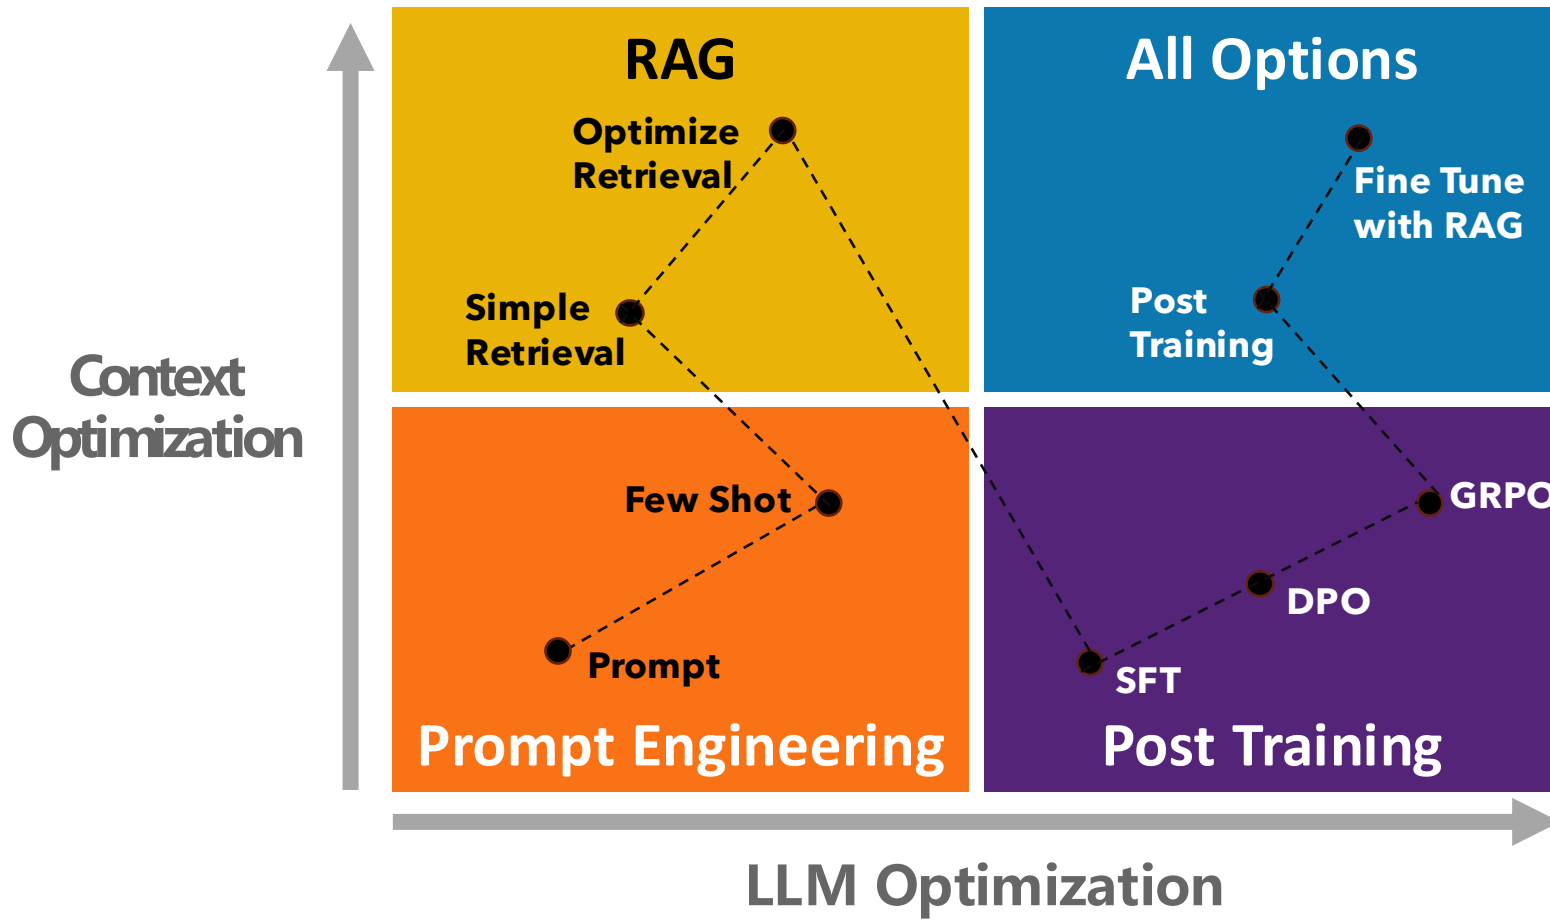 RAG
Optimize
Retrieval
Simple
Retrieval
All Options
Fine Tune
with RAG
Post
Training
Context
Optimization
Few Shot
Prompt
Prompt Engineering
GRPO
DPO
SFT
Post Training
LLM Optimization